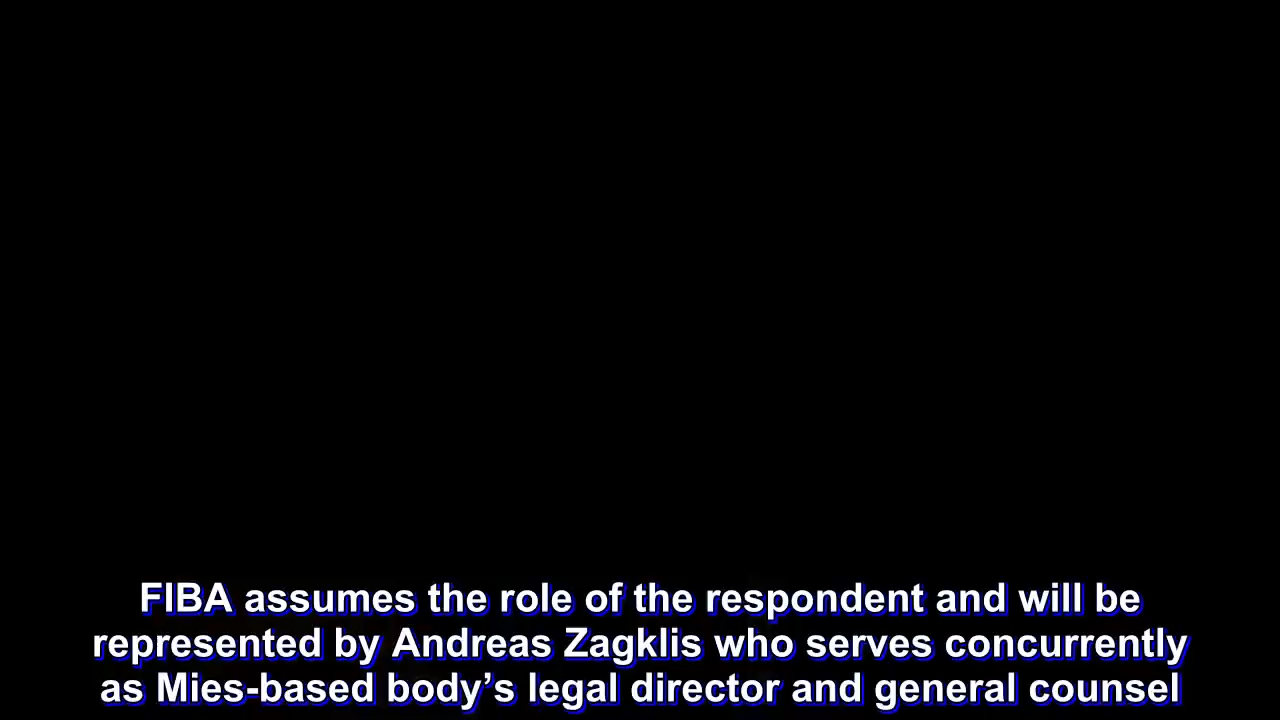 FIBA assumes the role of the respondent and will be
represented by Andreas Zagklis who serves concurrently
as Mies-based body’s legal director and general counsel